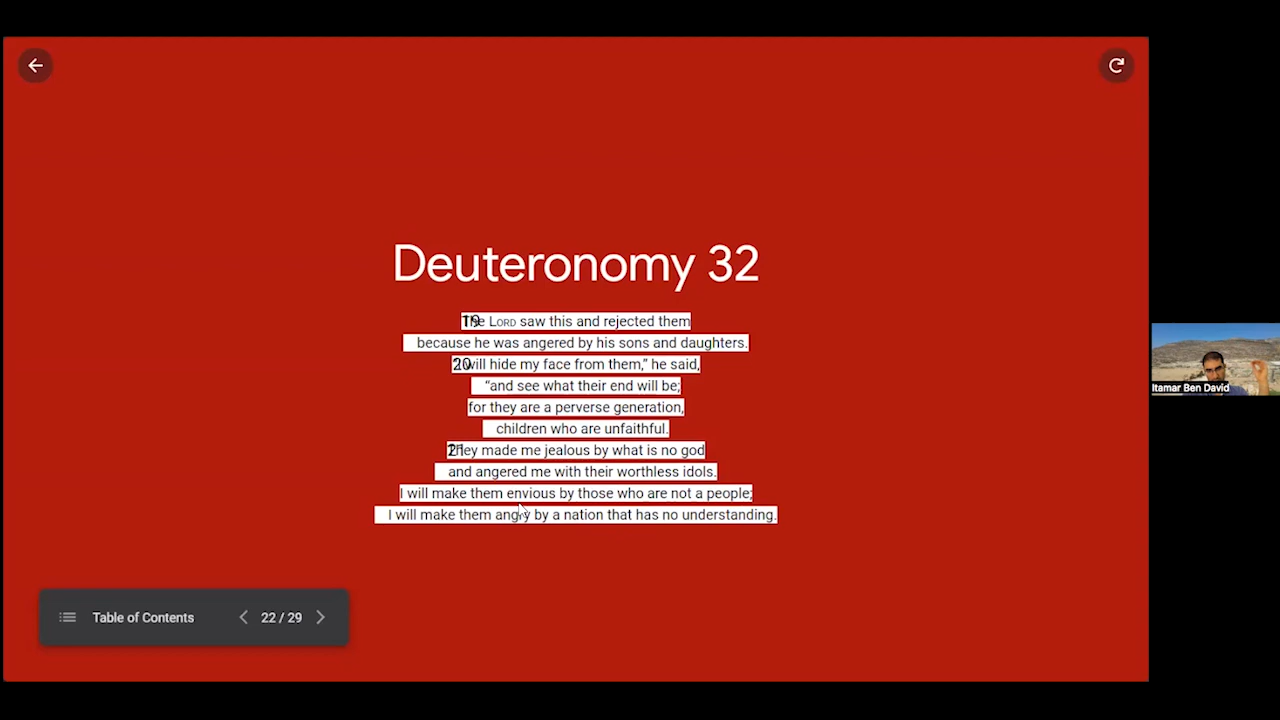 Deuteronomy 32
19 The LORD saw this and rejected them
because he was angered by his sons and daughters.
20 “I will hide my face from them,” he said,
“and see what their end will be;
for they are a perverse generation,
children who are unfaithful.
21 They made me jealous by what is no god
and angered me with their worthless idols.
I will make them envious by those who are not a people;
I will make them angry by a nation that has no understanding.
Itamar Ben David
Table of Contents
22 / 29